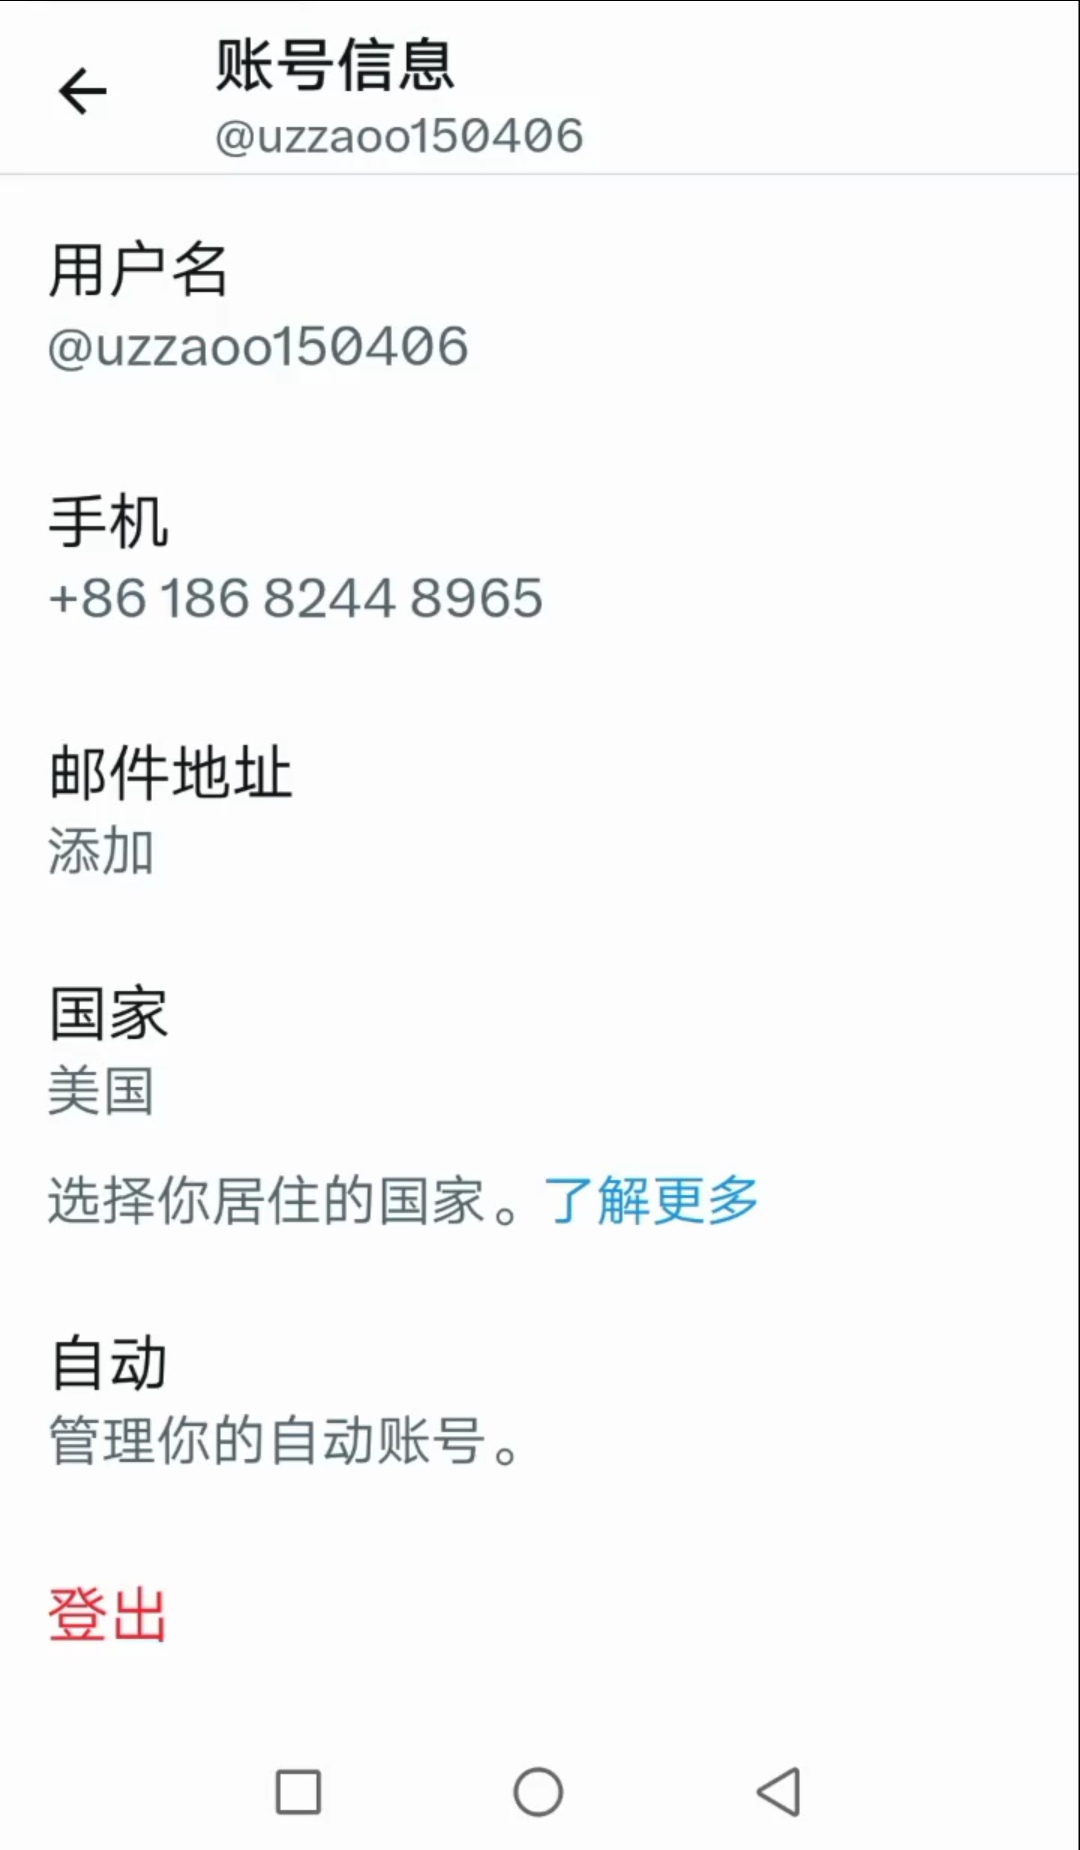 账号信息
@uzzaoo150406
用户名
@uzzaoo150406
手机
+86 186 8244 8965
邮件地址
添加
国家
美国
选择你居住的国家。了解更多
自动
管理你的自动账号。
登出